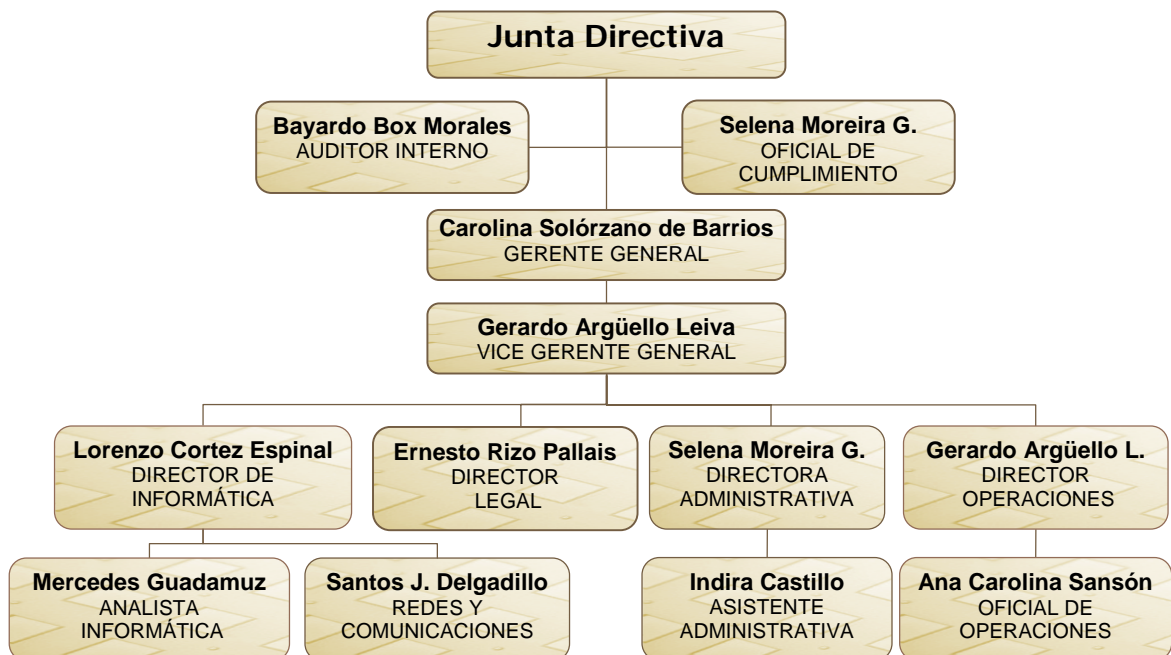 Junta Directiva
Bayardo Box Morales
AUDITOR INTERNO
Selena Moreira G.
OFICIAL DE
CUMPLIMIENTO
Carolina Solórzano de Barrios
GERENTE GENERAL
Gerardo Argüello Leiva
VICE GERENTE GENERAL
Lorenzo Cortez Espinal
DIRECTOR DE
INFORMÁTICA
Ernesto Rizo Pallais
DIRECTOR
LEGAL
Selena Moreira G.
DIRECTORA
ADMINISTRATIVA
Gerardo Argüello L.
DIRECTOR
OPERACIONES
Mercedes Guadamuz
ANALISTA
INFORMÁTICA
Santos J. Delgadillo
REDES Y
COMUNICACIONES
Indira Castillo
ASISTENTE
ADMINISTRATIVA
Ana Carolina Sansón
OFICIAL DE
OPERACIONES